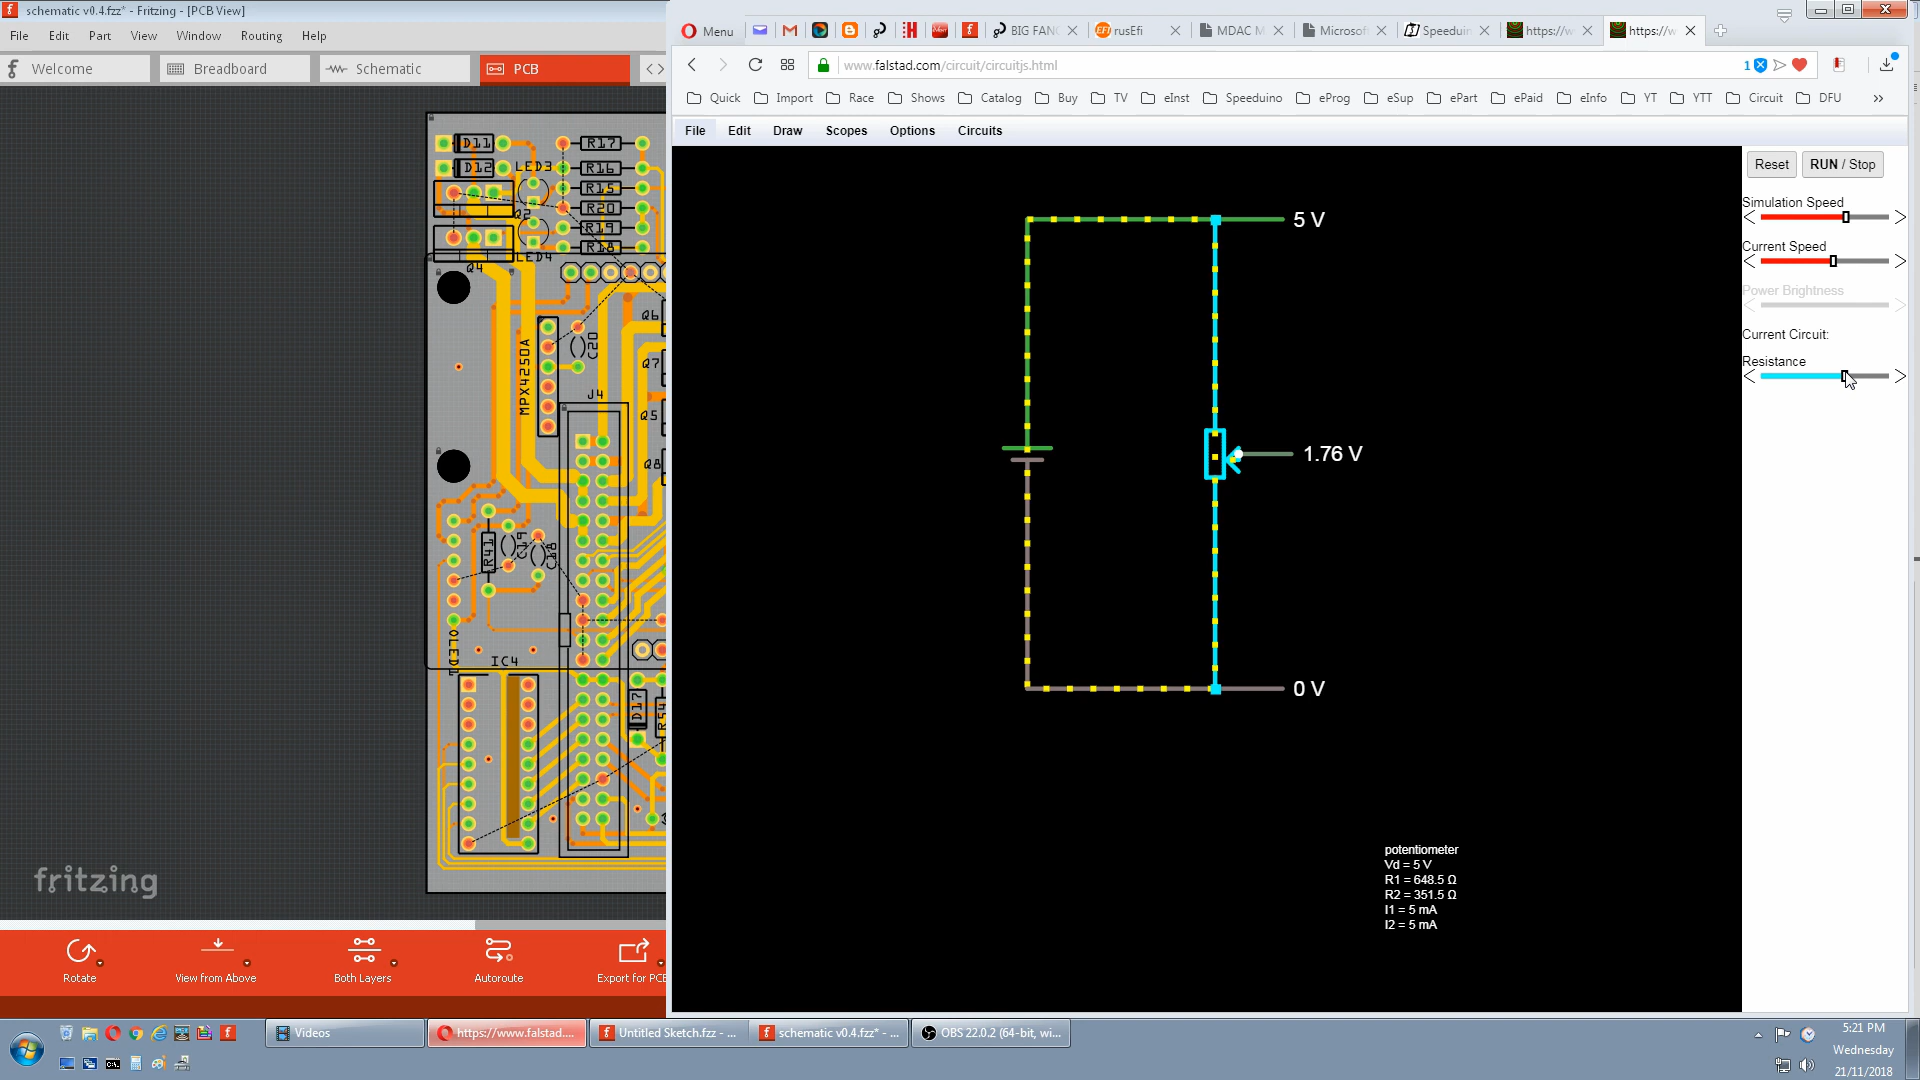 schematic v0.4.fzz* - Fritzing - [PCB View]
File Edit Part View Window Routing Help
Welcome Breadboard Schematic PCB <>
D11 R17
D12 LED3 R16
R15
Q2 R20
R19
R18
Q4 LED4
Q6
C20
Q7
MPX4250A
J4
Q5
Q8
R41 C19 C18
OLED1
IC4
D17 R54
fritzing
Rotate View from Above Both Layers Autoroute Export for PCB
Menu BIG FANC rusEfi MDAC M Microsof Speeduin https://w https://w
www.falstad.com/circuit/circuitjs.html 1
Quick Import Race Shows Catalog Buy TV eInst Speeduino eProg eSup ePart ePaid eInfo YT YTT Circuit DFU »
File Edit Draw Scopes Options Circuits
Reset RUN / Stop
Simulation Speed
Current Speed
Power Brightness
Current Circuit:
Resistance
5 V
1.76 V
0 V
potentiometer
Vd = 5 V
R1 = 648.5 Ω
R2 = 351.5 Ω
I1 = 5 mA
I2 = 5 mA
Videos https://www.falstad.... Untitled Sketch.fzz - ... schematic v0.4.fzz* - ... OBS 22.0.2 (64-bit, wi...
5:21 PM
Wednesday
21/11/2018